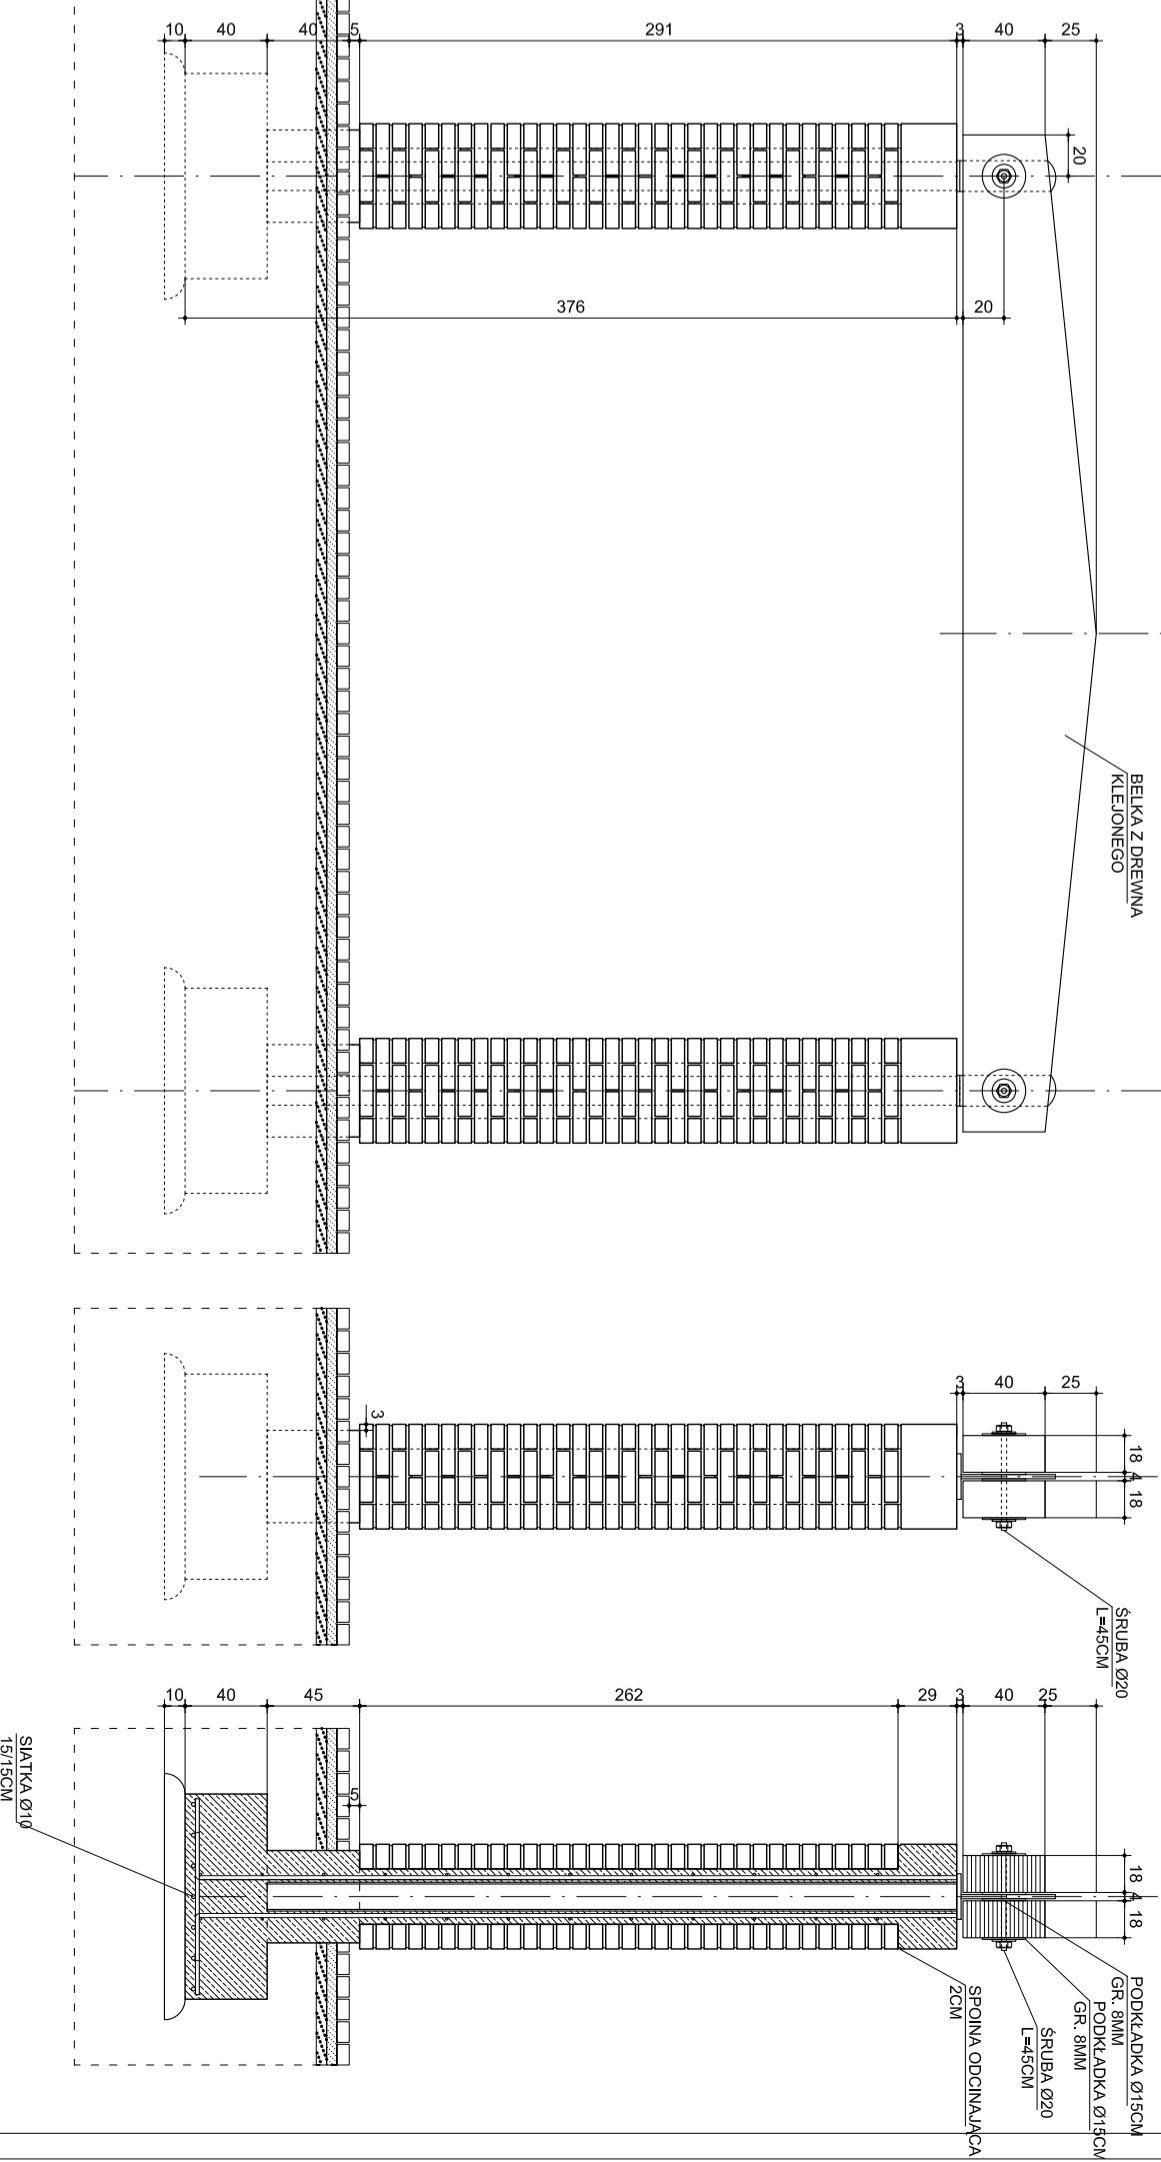 10
40
40
5
291
3
40
25
20
376
20
BELKA Z DREWNA
KLEJONEGO
3
3
40
25
18
4
18
ŚRUBA Ø20
L=45CM
10
40
45
262
29
3
40
25
5
18
4
18
SIATKA Ø10
15/15CM
SPOINA ODCINAJĄCA
2CM
ŚRUBA Ø20
L=45CM
PODKŁADKA Ø15CM
GR. 8MM
PODKŁADKA Ø15CM
GR. 8MM